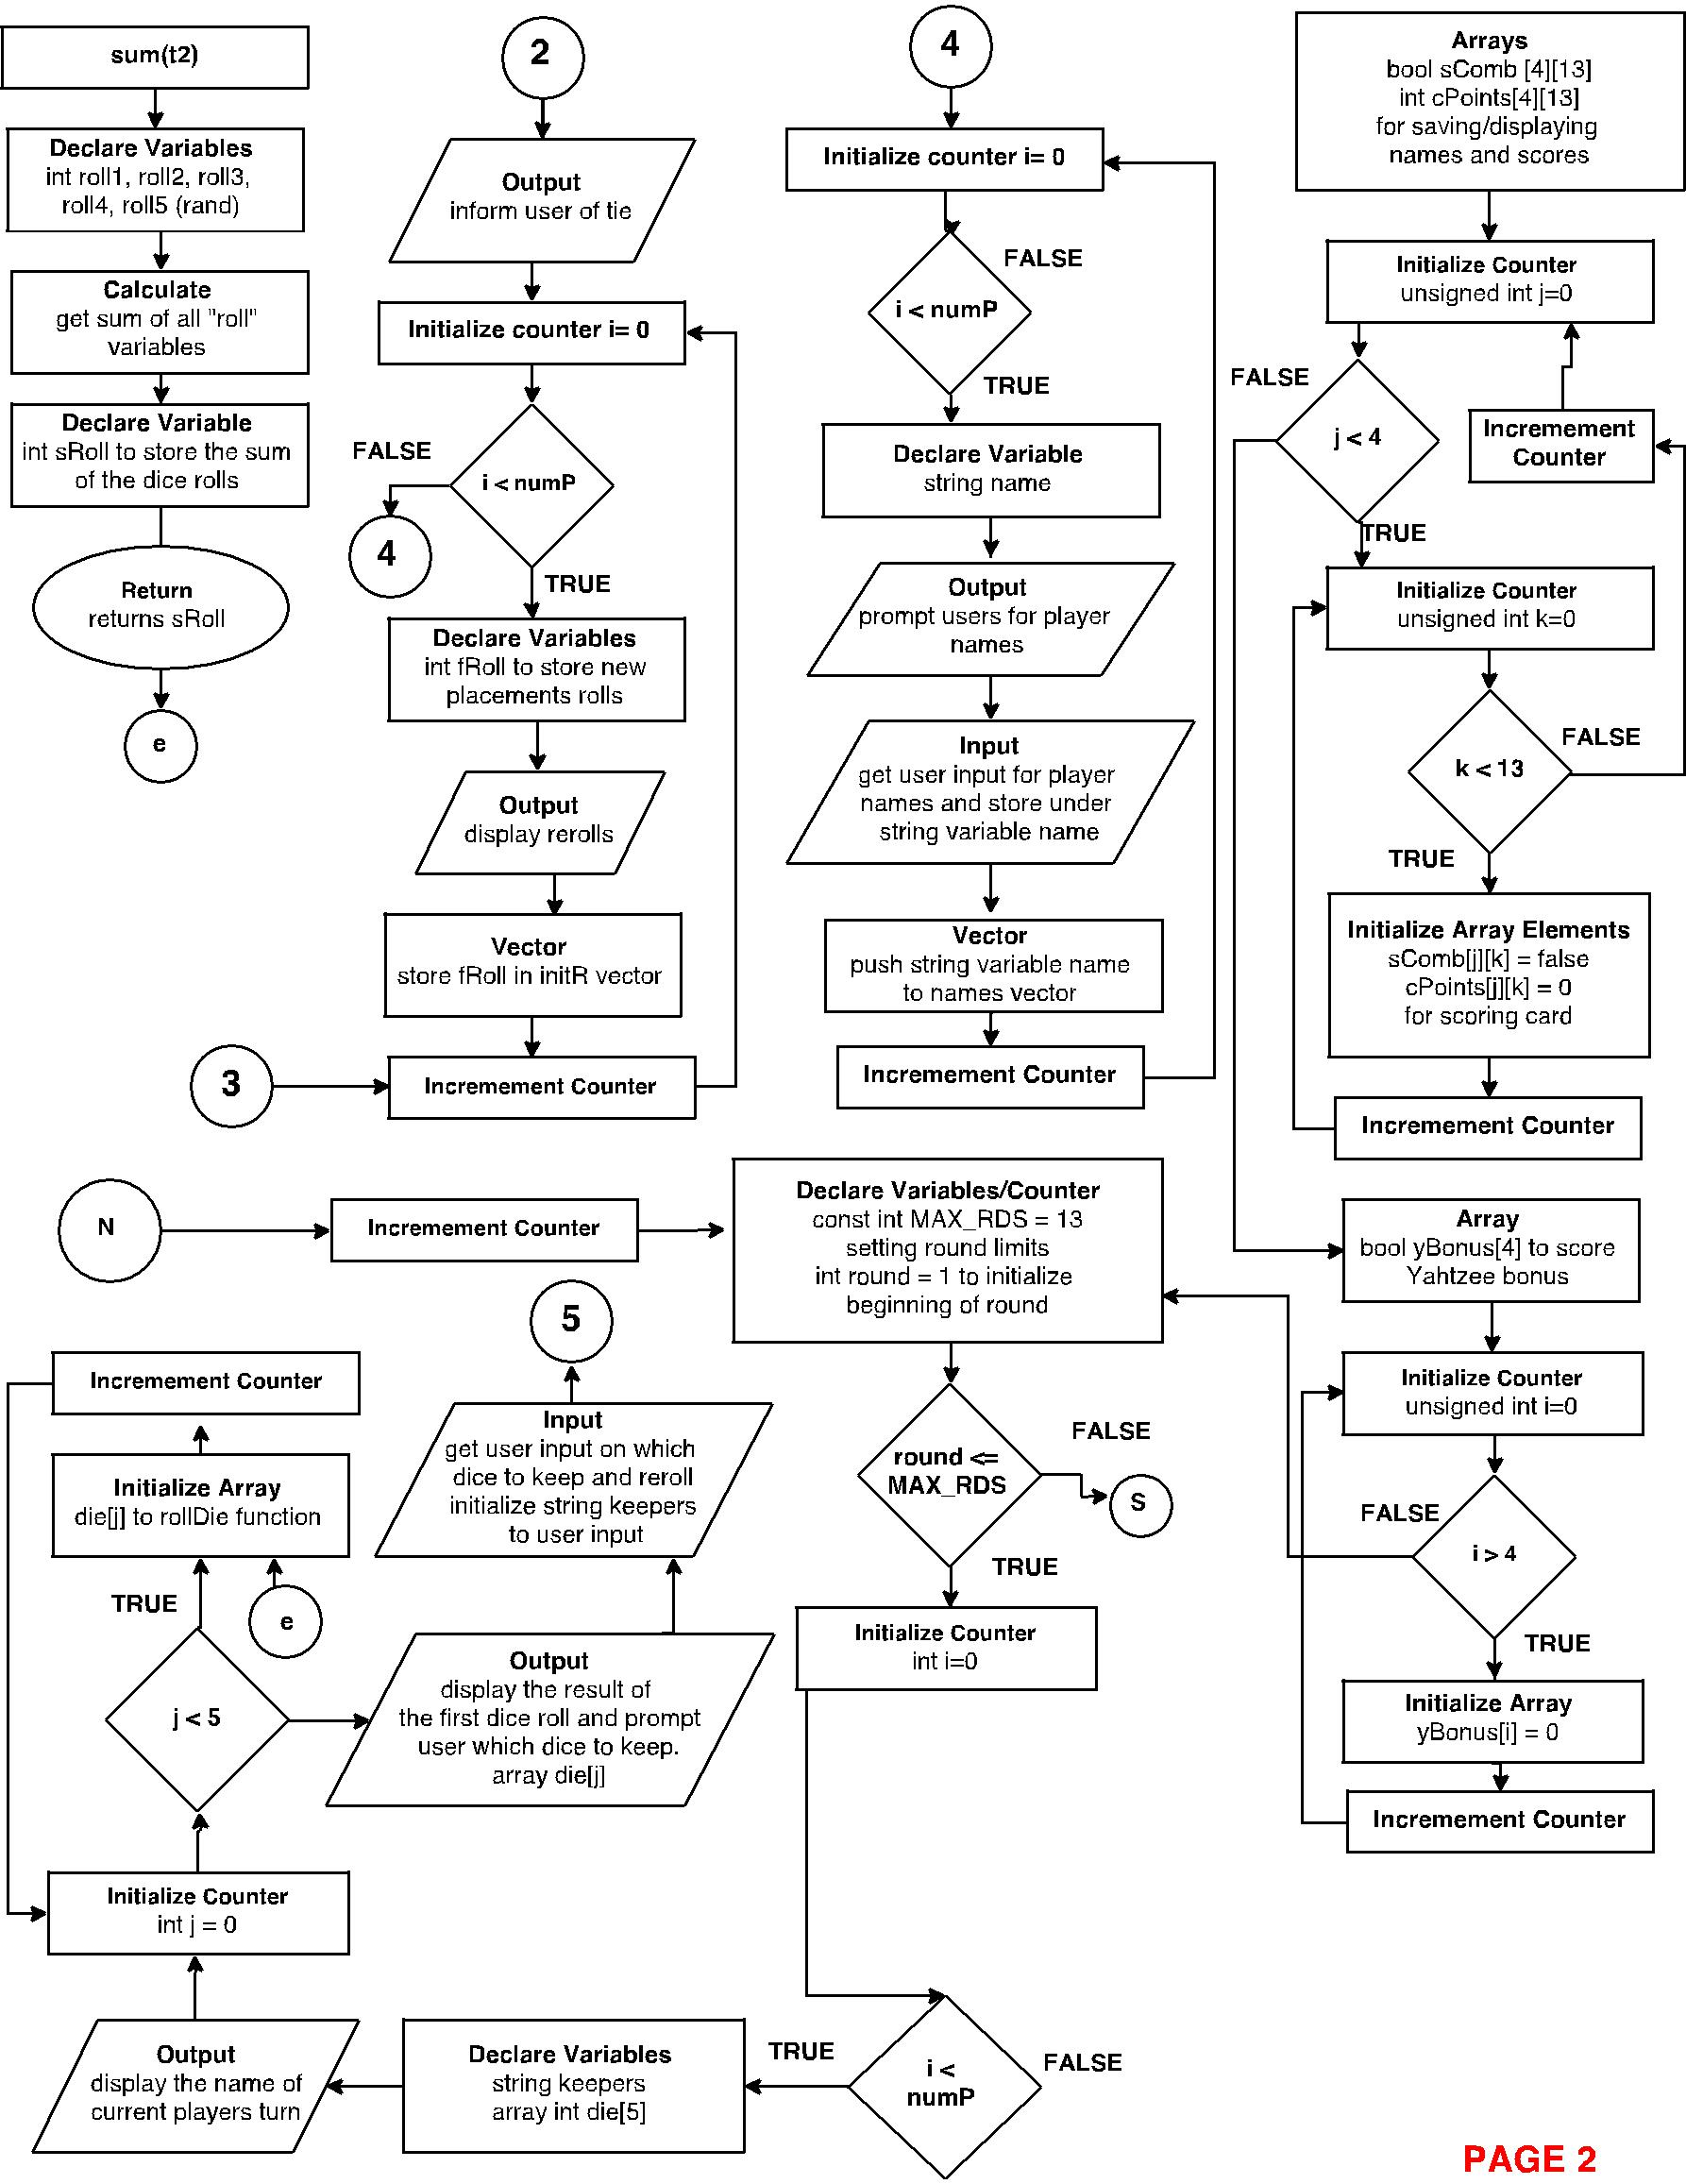 sum(t2)
Declare Variables
int roll1, roll2, roll3,
roll4, roll5 (rand)
Calculate
get sum of all "roll"
variables
Declare Variable
int sRoll to store the sum
of the dice rolls
Return
returns sRoll
e
2
Output
inform user of tie
Initialize counter i= 0
i < numP
FALSE
4
TRUE
Declare Variables
int fRoll to store new
placements rolls
Output
display rerolls
Vector
store fRoll in initR vector
3
Incremement Counter
4
Initialize counter i= 0
FALSE
i < numP
TRUE
Declare Variable
string name
Output
prompt users for player
names
Input
get user input for player
names and store under
string variable name
Vector
push string variable name
to names vector
Incremement Counter
Arrays
bool sComb [4][13]
int cPoints[4][13]
for saving/displaying
names and scores
Initialize Counter
unsigned int j=0
FALSE
j < 4
Incremement
Counter
TRUE
Initialize Counter
unsigned int k=0
k < 13
FALSE
TRUE
Initialize Array Elements
sComb[j][k] = false
cPoints[j][k] = 0
for scoring card
Incremement Counter
Array
bool yBonus[4] to score
Yahtzee bonus
Initialize Counter
unsigned int i=0
FALSE
i > 4
TRUE
Initialize Array
yBonus[i] = 0
Incremement Counter
N
Incremement Counter
Declare Variables/Counter
const int MAX_RDS = 13
setting round limits
int round = 1 to initialize
beginning of round
round <=
MAX_RDS
FALSE
S
TRUE
Initialize Counter
int i=0
i <
numP
TRUE
FALSE
Declare Variables
string keepers
array int die[5]
Output
display the name of
current players turn
Initialize Counter
int j = 0
j < 5
TRUE
e
Initialize Array
die[j] to rollDie function
Incremement Counter
Output
display the result of
the first dice roll and prompt
user which dice to keep.
array die[j]
Input
get user input on which
dice to keep and reroll
initialize string keepers
to user input
5
PAGE 2